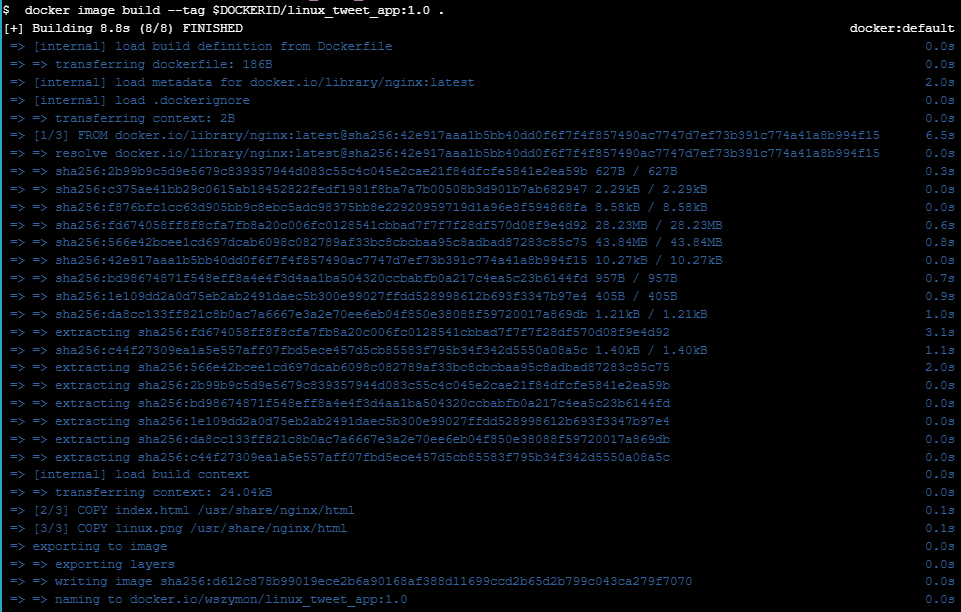 $  docker image build --tag $DOCKERID/linux_tweet_app:1.0 .
[+] Building 8.8s (8/8) FINISHED docker:default
=> [internal] load build definition from Dockerfile 0.0s
=> => transferring dockerfile: 186B 0.0s
=> [internal] load metadata for docker.io/library/nginx:latest 2.0s
=> [internal] load .dockerignore 0.0s
=> => transferring context: 2B 0.0s
=> [1/3] FROM docker.io/library/nginx:latest@sha256:42e917aaa1b5bb40dd0f6f7f4f857490ac7747d7ef73b391c774a41a8b994f15 6.5s
=> => resolve docker.io/library/nginx:latest@sha256:42e917aaa1b5bb40dd0f6f7f4f857490ac7747d7ef73b391c774a41a8b994f15 0.0s
=> => sha256:2b99b9c5d9e5679c839357944d083c55c4c045e2cae21f84dfcfe5841e2ea59b 627B / 627B 0.3s
=> => sha256:c375ae41bb29c0615ab18452822fedf1981f8ba7a7b00508b3d901b7ab682947 2.29kB / 2.29kB 0.0s
=> => sha256:f876bfc1cc63d905bb9c8ebc5adc98375bb8e22920959719d1a96e8f594868fa 8.58kB / 8.58kB 0.0s
=> => sha256:fd674058ff8f8cfa7fb8a20c006fc0128541cbbad7f7f7f28df570d08f9e4d92 28.23MB / 28.23MB 0.6s
=> => sha256:566e42bcee1cd697dcab6098c082789af33bc8cbcbaa95c8adbad87283c85c75 43.84MB / 43.84MB 0.8s
=> => sha256:42e917aaa1b5bb40dd0f6f7f4f857490ac7747d7ef73b391c774a41a8b994f15 10.27kB / 10.27kB 0.0s
=> => sha256:bd98674871f548eff8a4e4f3d4aa1ba504320ccbabfb0a217c4ea5c23b6144fd 957B / 957B 0.7s
=> => sha256:1e109dd2a0d75eb2ab2491daec5b300e99027ffdd528998612b693f3347b97e4 405B / 405B 0.9s
=> => sha256:da8cc133ff821c8b0ac7a6667e3a2e70ee6eb04f850e38088f59720017a869db 1.21kB / 1.21kB 1.0s
=> => extracting sha256:fd674058ff8f8cfa7fb8a20c006fc0128541cbbad7f7f7f28df570d08f9e4d92 3.1s
=> => sha256:c44f27309ea1a5e557aff07fbd5ece457d5cb85583f795b34f342d5550a08a5c 1.40kB / 1.40kB 1.1s
=> => extracting sha256:566e42bcee1cd697dcab6098c082789af33bc8cbcbaa95c8adbad87283c85c75 2.0s
=> => extracting sha256:2b99b9c5d9e5679c839357944d083c55c4c045e2cae21f84dfcfe5841e2ea59b 0.0s
=> => extracting sha256:bd98674871f548eff8a4e4f3d4aa1ba504320ccbabfb0a217c4ea5c23b6144fd 0.0s
=> => extracting sha256:1e109dd2a0d75eb2ab2491daec5b300e99027ffdd528998612b693f3347b97e4 0.0s
=> => extracting sha256:da8cc133ff821c8b0ac7a6667e3a2e70ee6eb04f850e38088f59720017a869db 0.0s
=> => extracting sha256:c44f27309ea1a5e557aff07fbd5ece457d5cb85583f795b34f342d5550a08a5c 0.0s
=> [internal] load build context 0.0s
=> => transferring context: 24.04kB 0.0s
=> [2/3] COPY index.html /usr/share/nginx/html 0.1s
=> [3/3] COPY linux.png /usr/share/nginx/html 0.1s
=> exporting to image 0.0s
=> => exporting layers 0.0s
=> => writing image sha256:d612c878b99019ece2b6a90168af388d11699ccd2b65d2b799c043ca279f7070 0.0s
=> => naming to docker.io/wszymon/linux_tweet_app:1.0 0.0s